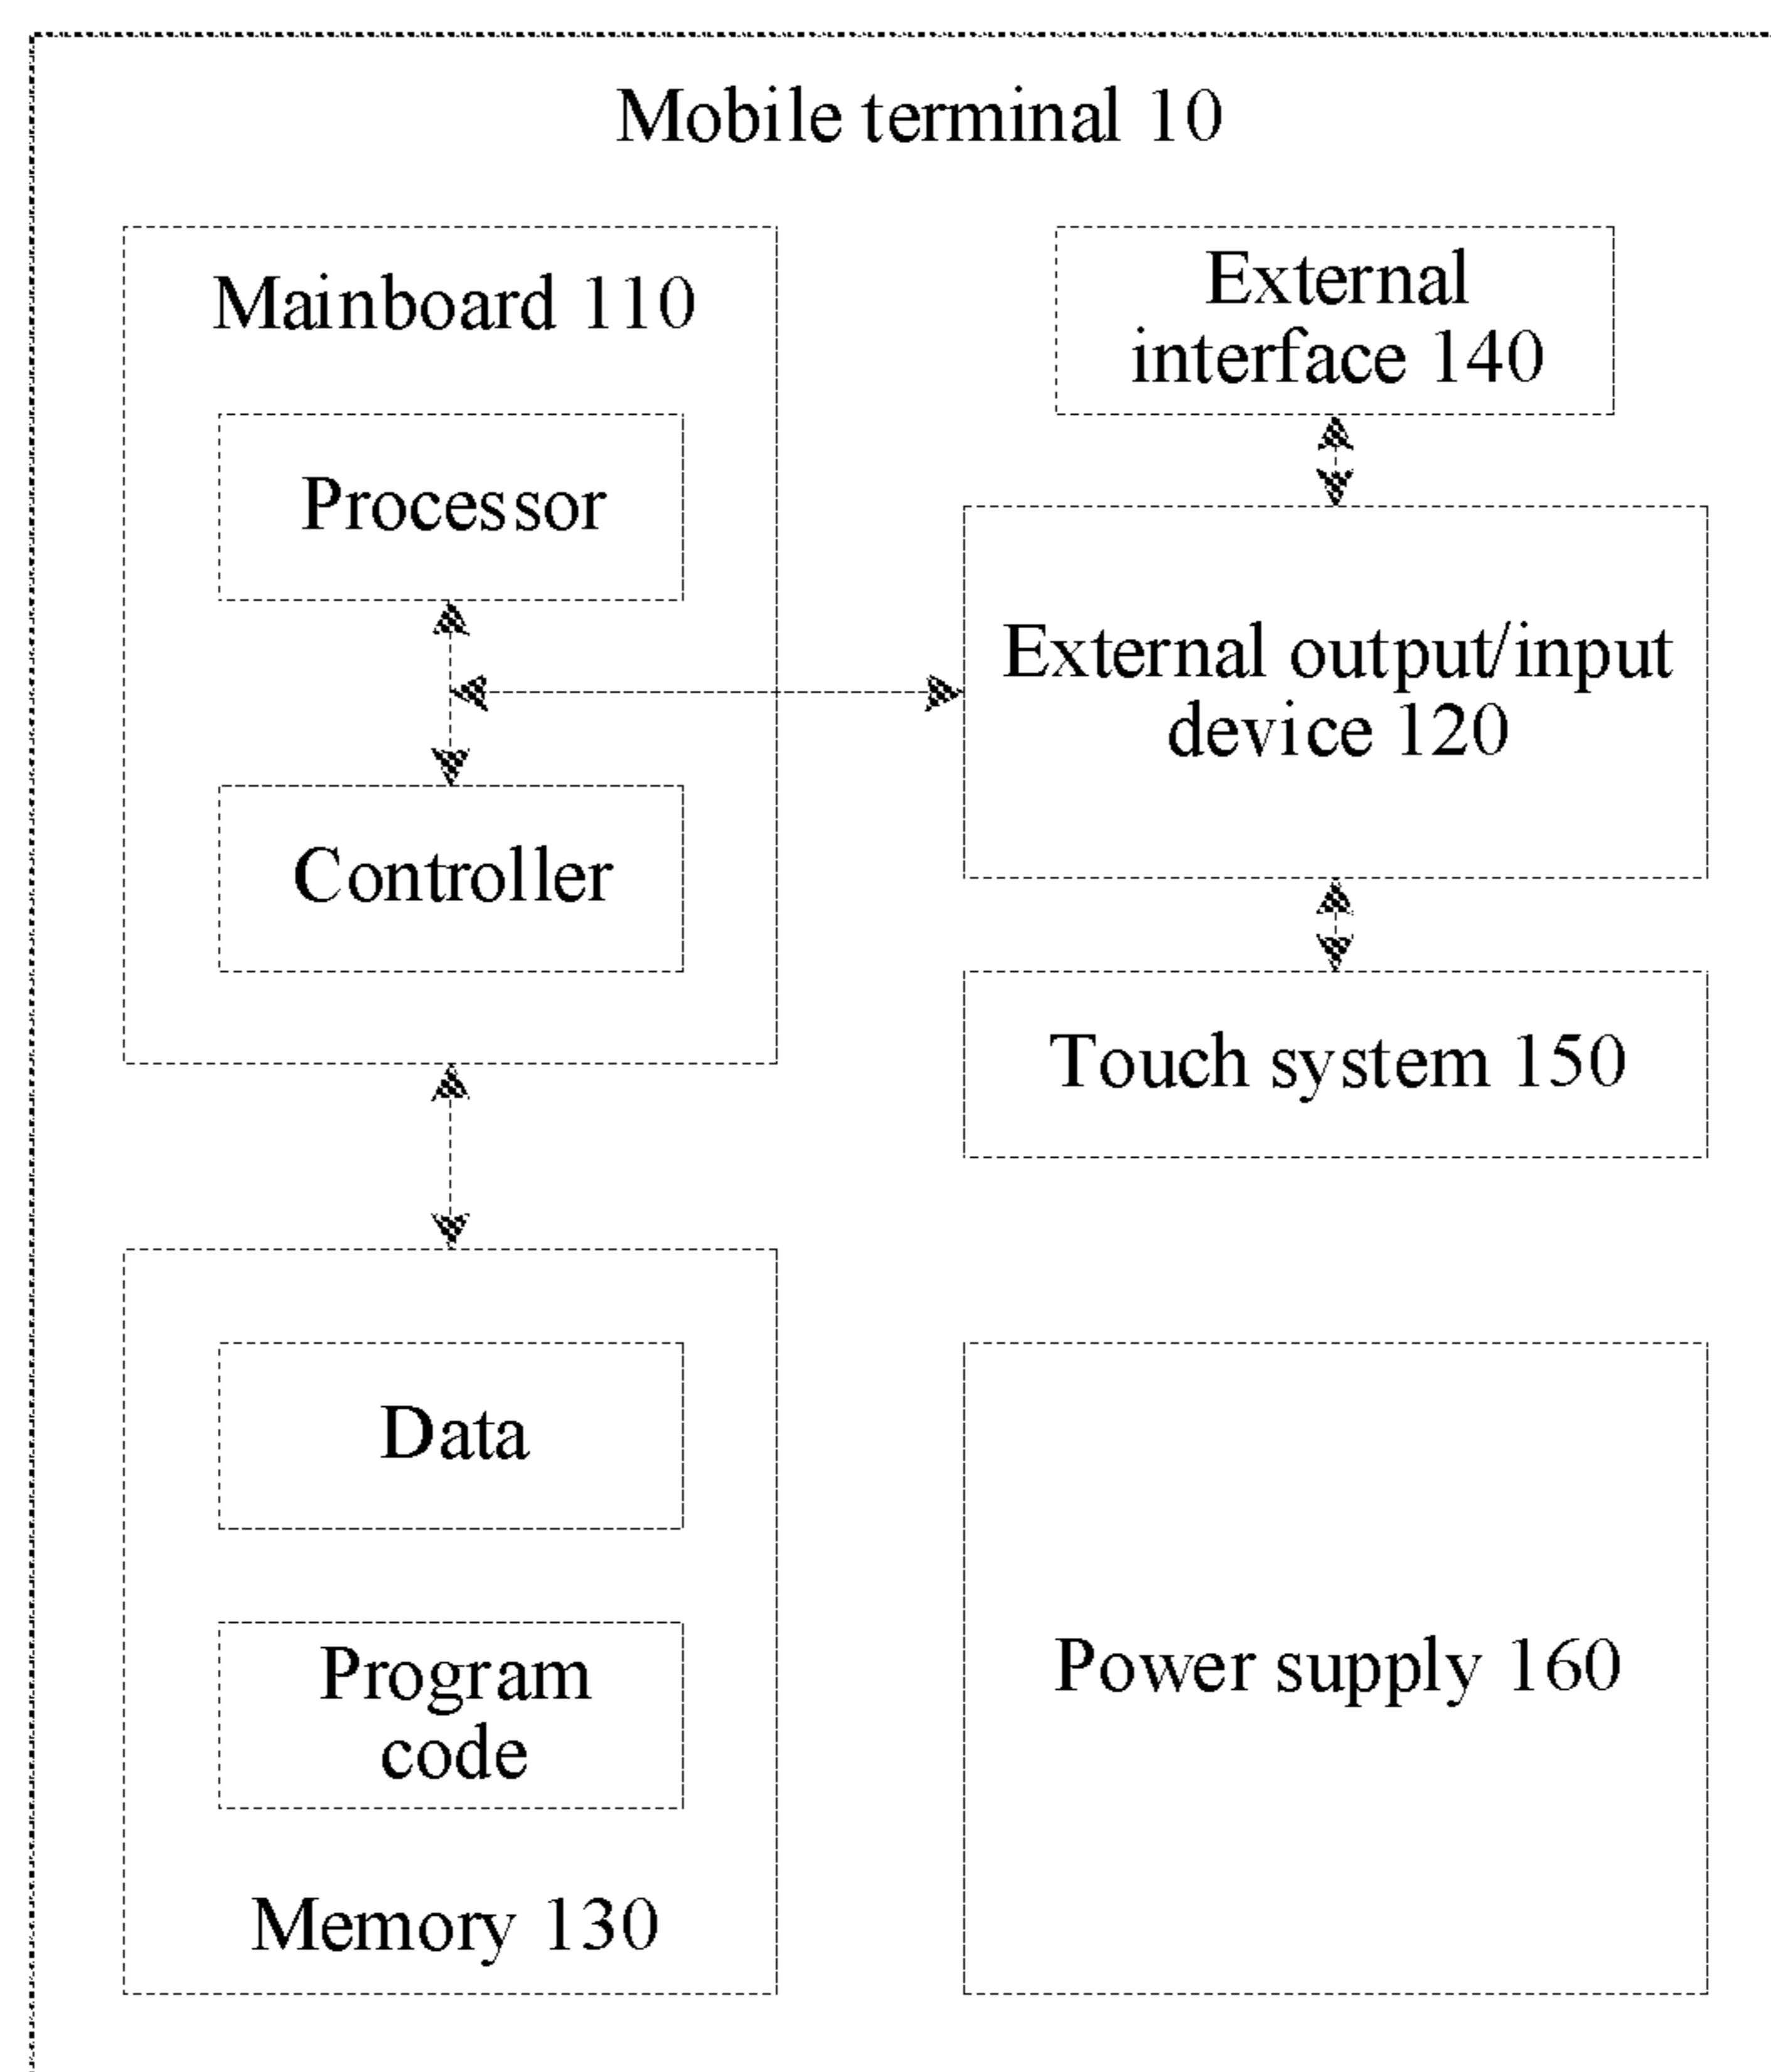 Mobile terminal 10
Mainboard 110
Processor
Controller
External
interface 140
External output/input
device 120
Touch system 150
Data
Program
code
Memory 130
Power supply 160